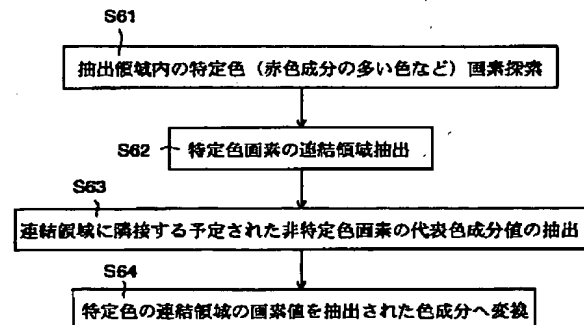 S61
抽出領域内の特定色（赤色成分の多い色など）画素探索
S62
特定色画素の連結領域抽出
S63
連結領域に隣接する予定された非特定色画素の代表色成分値の抽出
S64
特定色の連結領域の画素値を抽出された色成分へ変換